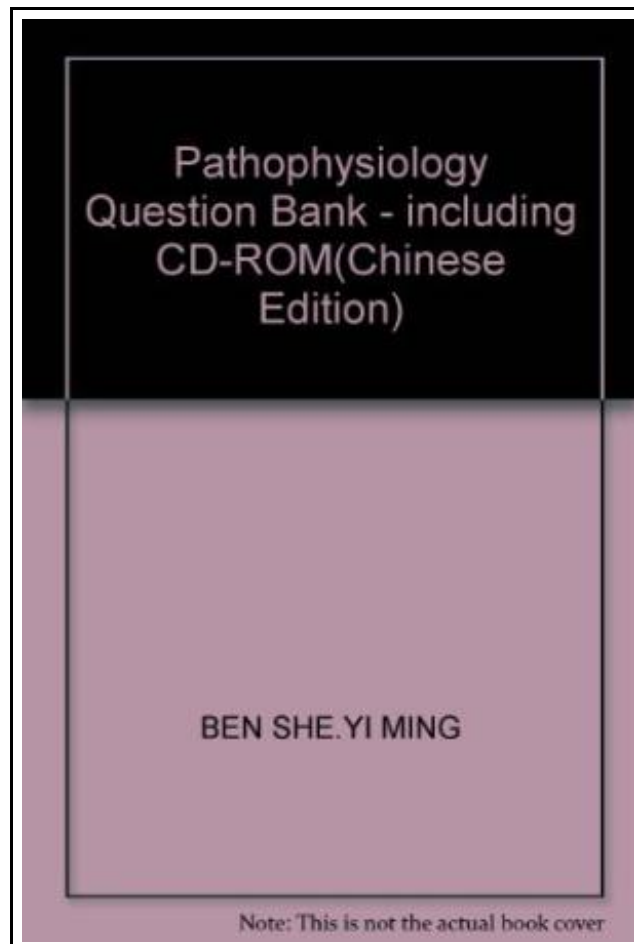 Pathophysiology
Question Bank - including
CD-ROM(Chinese
Edition)
BEN SHE.YI MING
Note: This is not the actual book cover